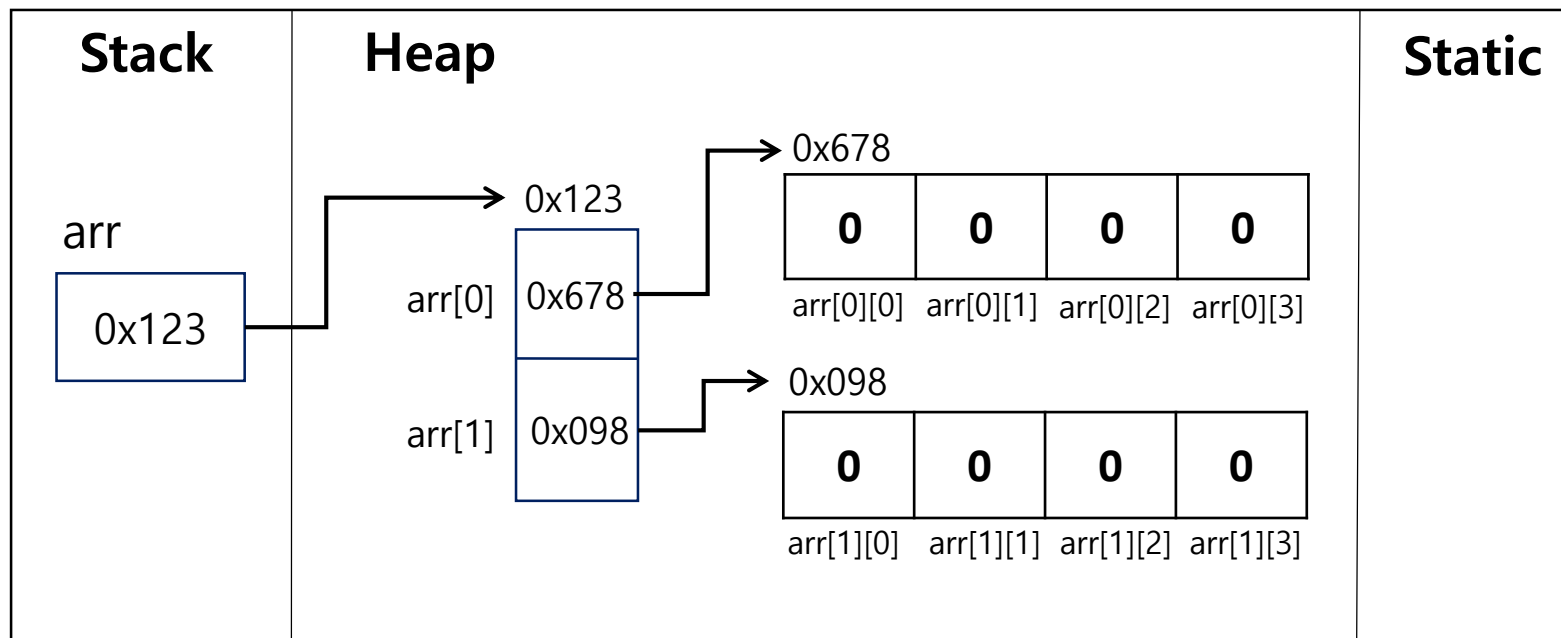 Stack Heap Static
0x678
0x123
0 0 0 0
arr
arr[0] 0x678
arr[0][0] arr[0][1] arr[0][2] arr[0][3]
0x123
0x098
arr[1] 0x098
0 0 0 0
arr[1][0] arr[1][1] arr[1][2] arr[1][3]